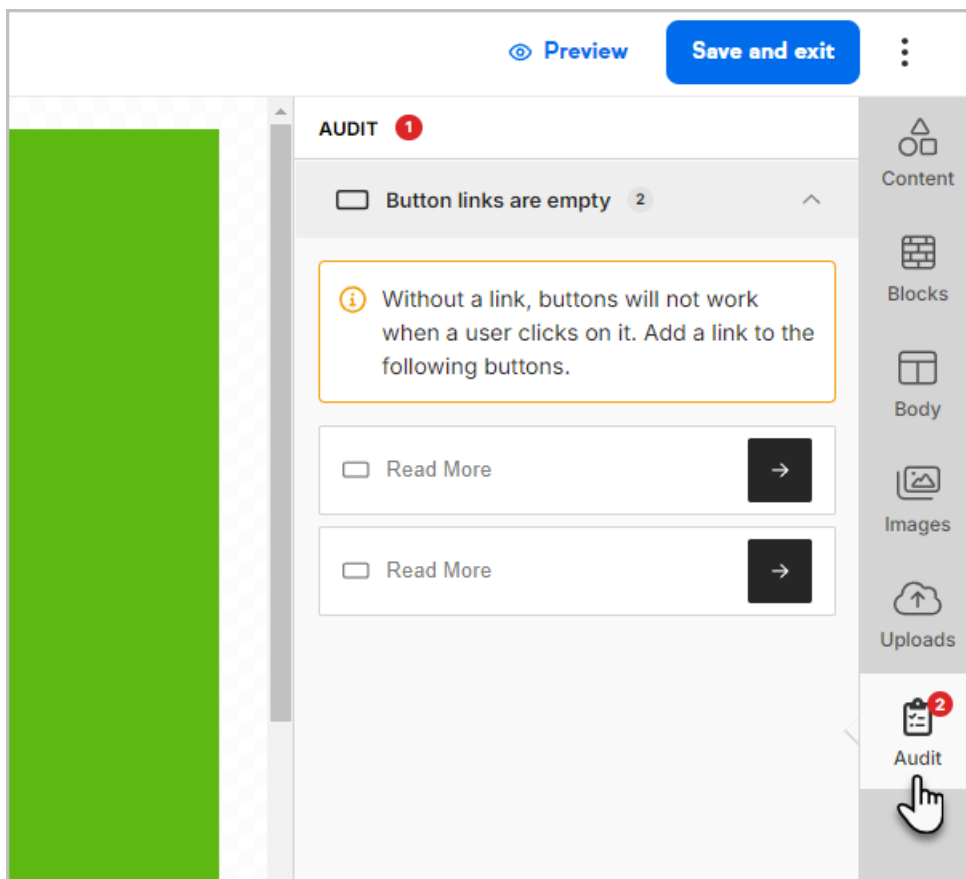 Preview
Save and exit
AUDIT 1
Button links are empty 2
Without a link, buttons will not work
when a user clicks on it. Add a link to the
following buttons.
Read More
Read More
Content
Blocks
Body
Images
Uploads
2
Audit